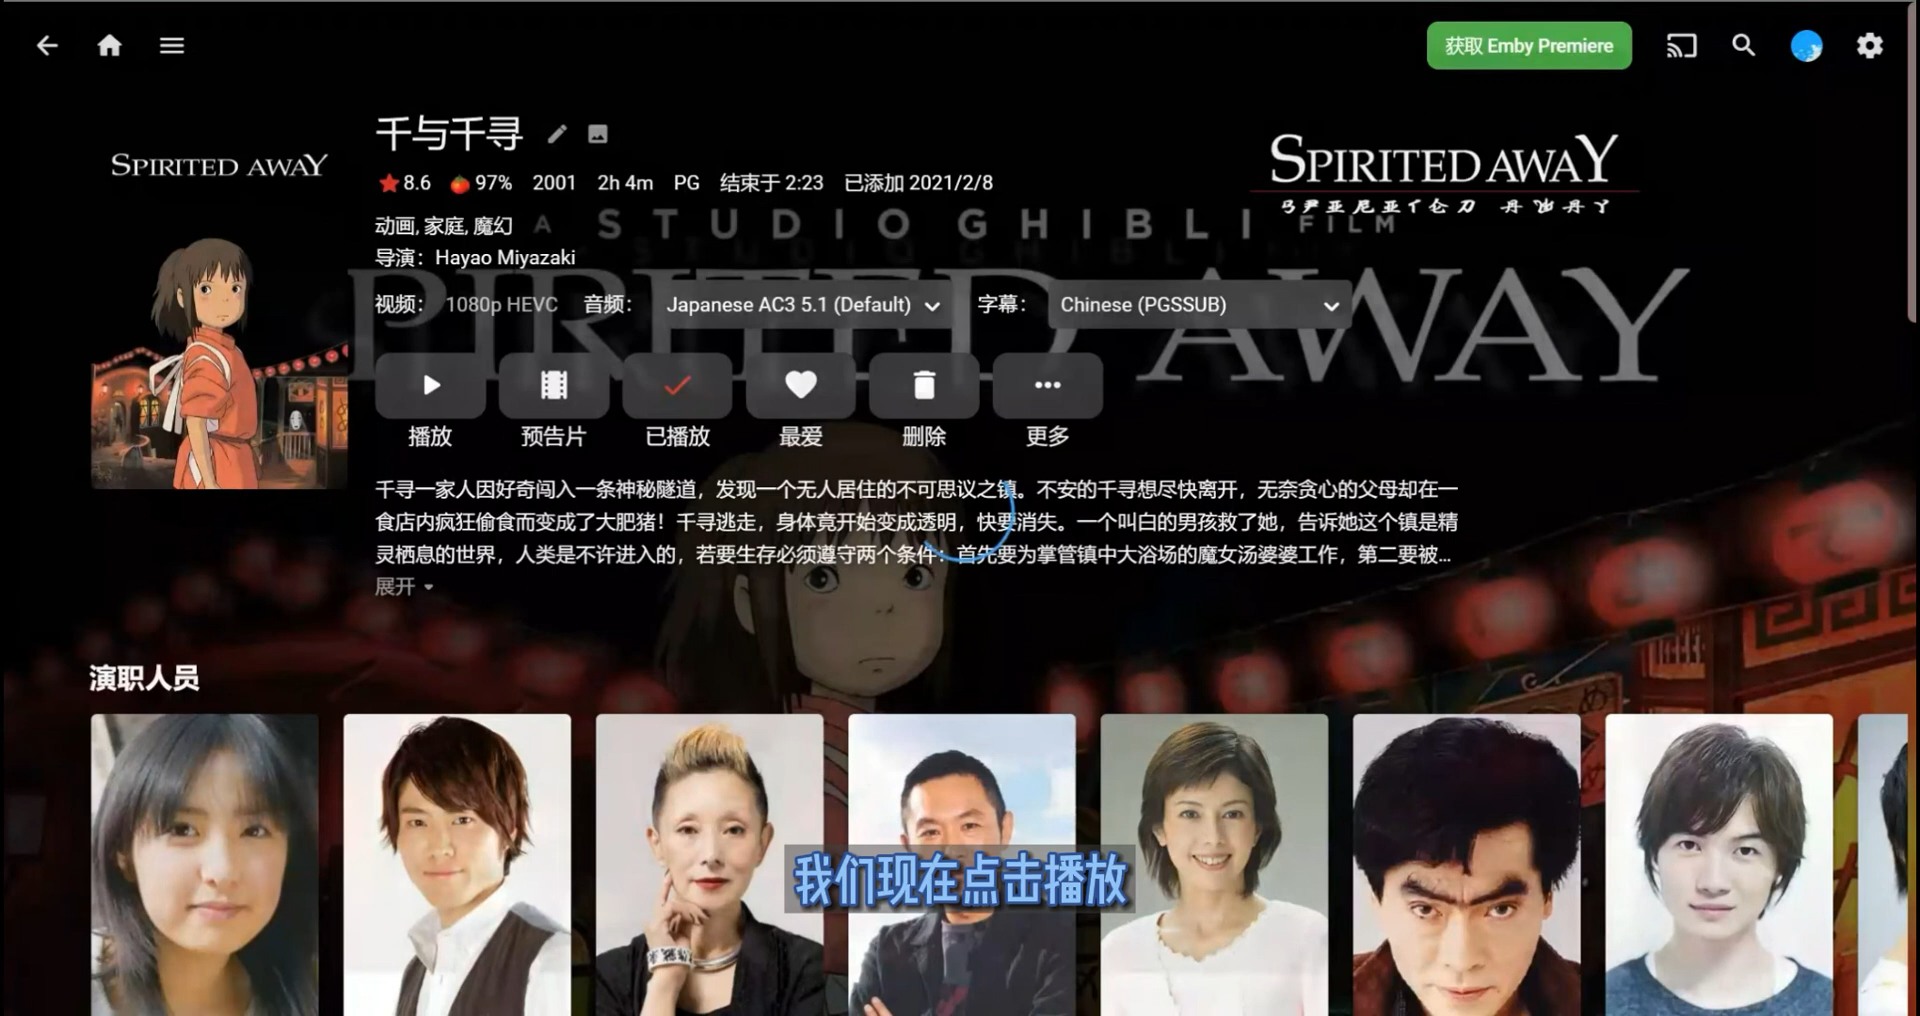 获取 Emby Premiere
千与千寻
SPIRITED AWAY
SPIRITED AWAY
8.6 97% 2001 2h 4m PG 结束于 2:23 已添加 2021/2/8
动画, 家庭, 魔幻
A STUDIO GHIBLI FILM
导演： Hayao Miyazaki
PIRITED AWAY
视频： 1080p HEVC 音频： Japanese AC3 5.1 (Default) 字幕： Chinese (PGSSUB)
播放 预告片 已播放 最爱 删除 更多
千寻一家人因好奇闯入一条神秘隧道，发现一个无人居住的不可思议之镇。不安的千寻想尽快离开，无奈贪心的父母却在一
食店内疯狂偷食而变成了大肥猪！千寻逃走，身体竟开始变成透明，快要消失。一个叫白的男孩救了她，告诉她这个镇是精
灵栖息的世界，人类是不许进入的，若要生存必须遵守两个条件：首先要为掌管镇中大浴场的魔女汤婆婆工作，第二要被...
展开
演职人员
我们现在点击播放